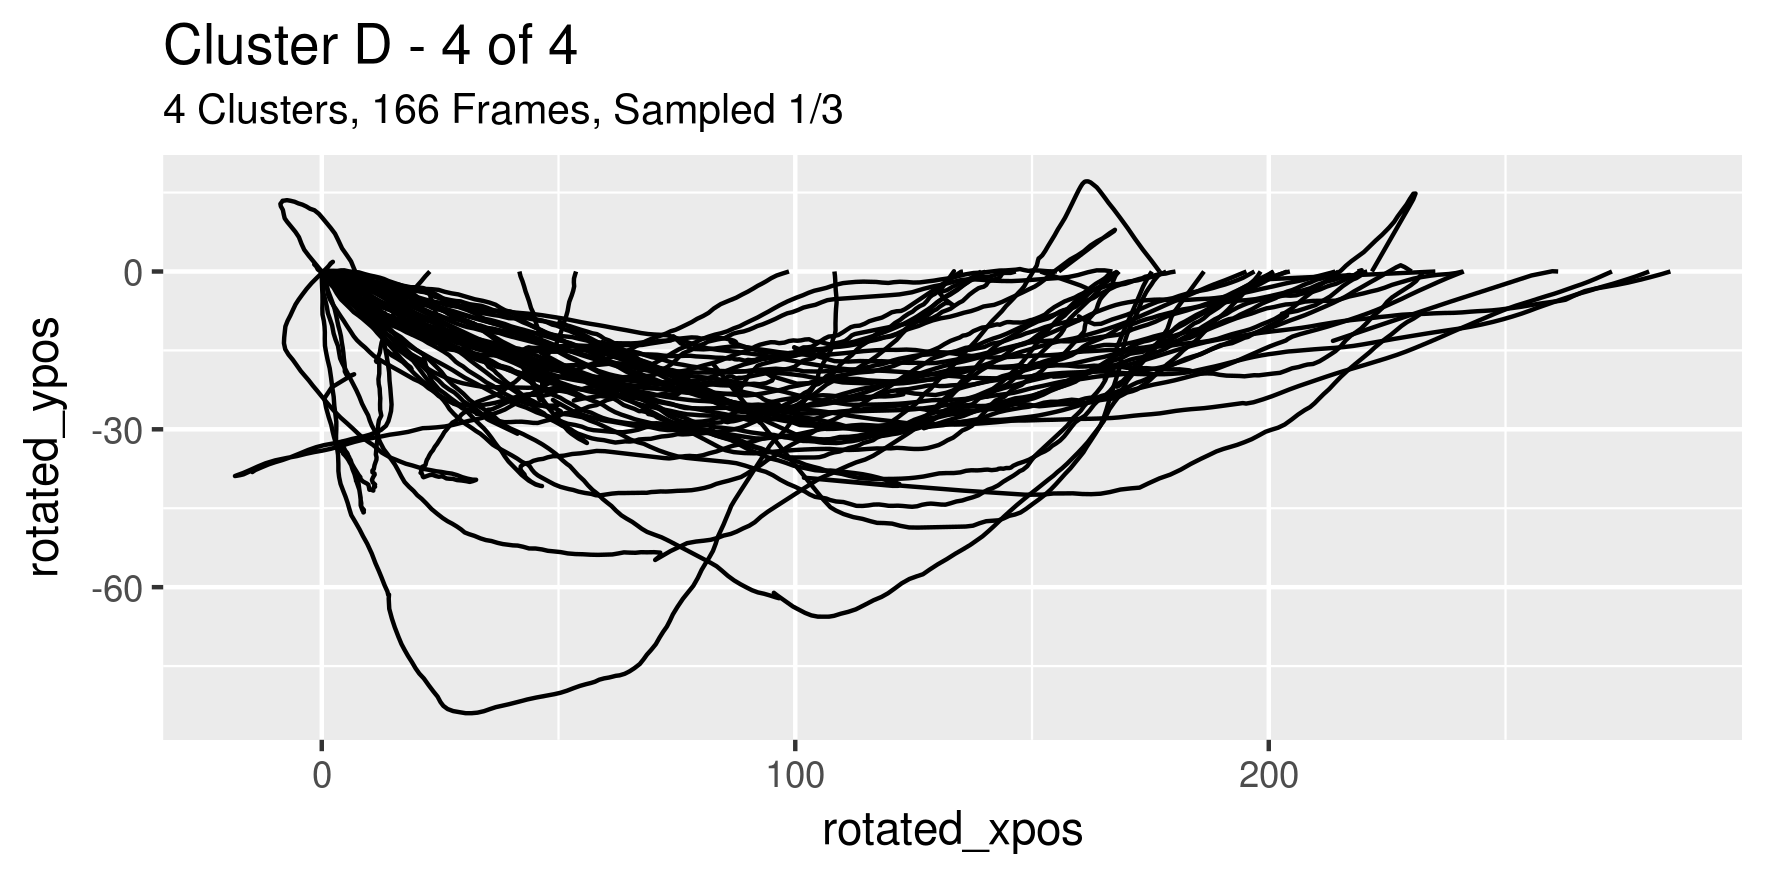 Cluster D - 4 of 4
4 Clusters, 166 Frames, Sampled 1/3
rotated_ypos
0
-30
-60
0 100 200
rotated_xpos